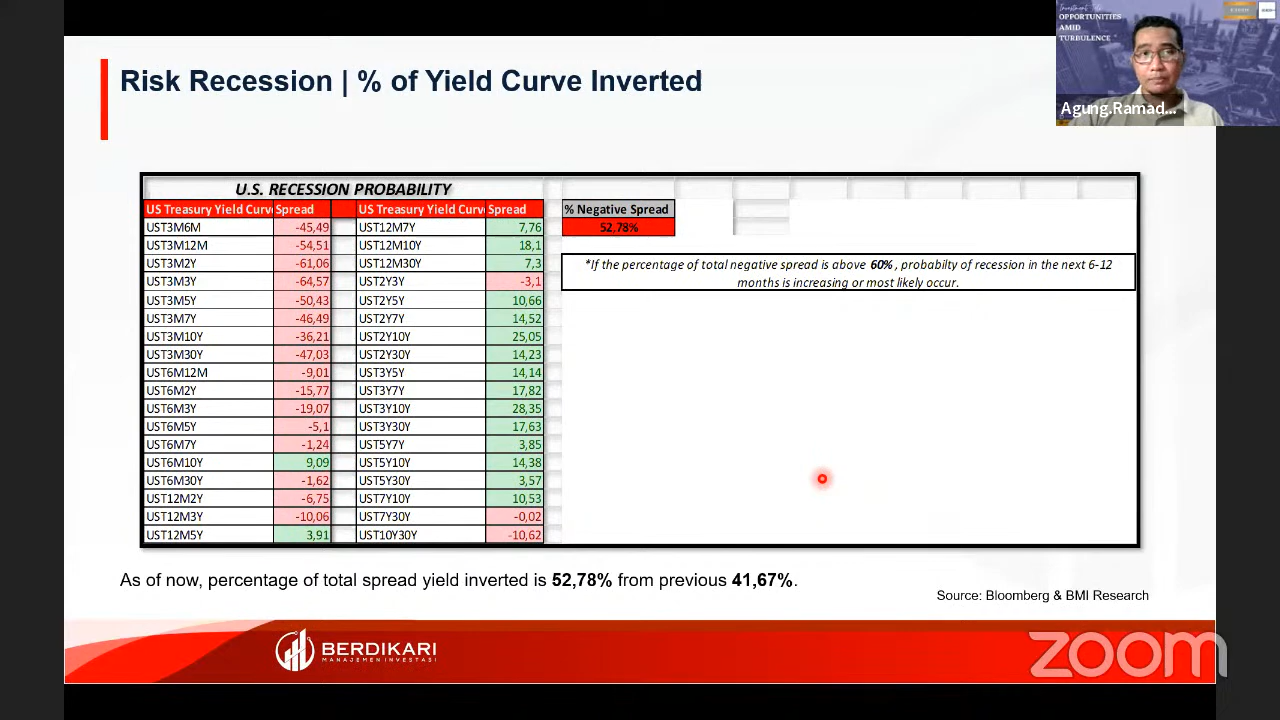 Investment Talk
OPPORTUNITIES
AMID
TURBULENCE
Agung.Ramad...
Risk Recession | % of Yield Curve Inverted
U.S. RECESSION PROBABILITY
US Treasury Yield Curv Spread US Treasury Yield Curv Spread
UST3M6M -45,49 UST12M7Y 7,76
UST3M12M -54,51 UST12M10Y 18,1
UST3M2Y -61,06 UST12M30Y 7,3
UST3M3Y -64,57 UST2Y3Y -3,1
UST3M5Y -50,43 UST2Y5Y 10,66
UST3M7Y -46,49 UST2Y7Y 14,52
UST3M10Y -36,21 UST2Y10Y 25,05
UST3M30Y -47,03 UST2Y30Y 14,23
UST6M12M -9,01 UST3Y5Y 14,14
UST6M2Y -15,77 UST3Y7Y 17,82
UST6M3Y -19,07 UST3Y10Y 28,35
UST6M5Y -5,1 UST3Y30Y 17,63
UST6M7Y -1,24 UST5Y7Y 3,85
UST6M10Y 9,09 UST5Y10Y 14,38
UST6M30Y -1,62 UST5Y30Y 3,57
UST12M2Y -6,75 UST7Y10Y 10,53
UST12M3Y -10,06 UST7Y30Y -0,02
UST12M5Y 3,91 UST10Y30Y -10,62
% Negative Spread
52,78%
*If the percentage of total negative spread is above 60% , probabilty of recession in the next 6-12
months is increasing or most likely occur.
As of now, percentage of total spread yield inverted is 52,78% from previous 41,67%.
Source: Bloomberg & BMI Research
BERDIKARI
MANAJEMEN INVESTASI
zoom